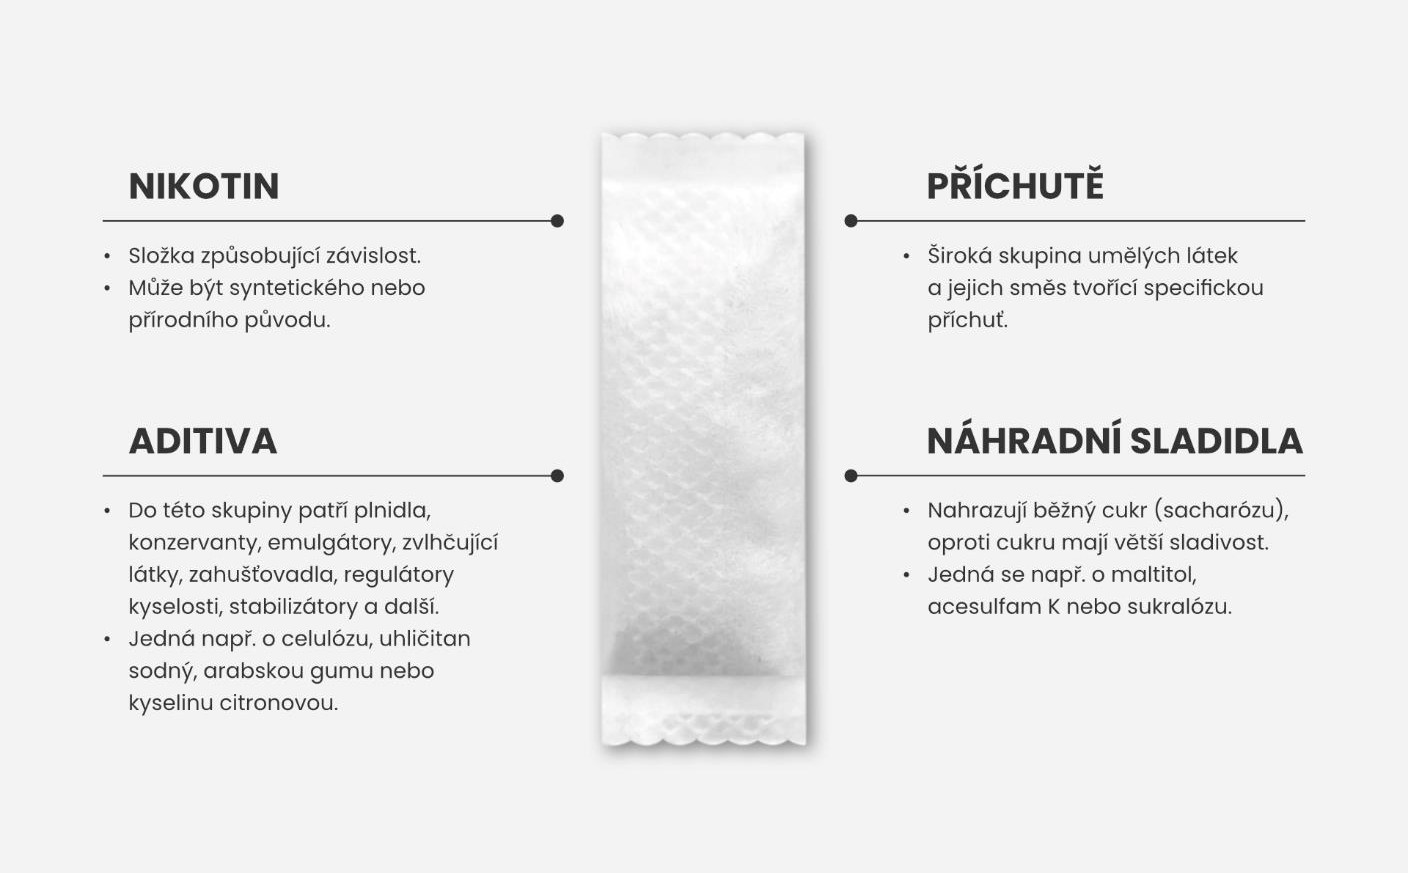 NIKOTIN
• Složka způsobující závislost.
• Může být syntetického nebo
přírodního původu.
ADITIVA
• Do této skupiny patří plnidla,
konzervanty, emulgátory, zvlhčující
látky, zahušťovadla, regulátory
kyselosti, stabilizátory a další.
• Jedná např. o celulózu, uhličitan
sodný, arabskou gumu nebo
kyselinu citronovou.
PŘÍCHUTĚ
• Široká skupina umělých látek
a jejich směs tvořící specifickou
příchuť.
NÁHRADNÍ SLADIDLA
• Nahrazují běžný cukr (sacharózu),
oproti cukru mají větší sladivost.
• Jedná se např. o maltitol,
acesulfam K nebo sukralózu.